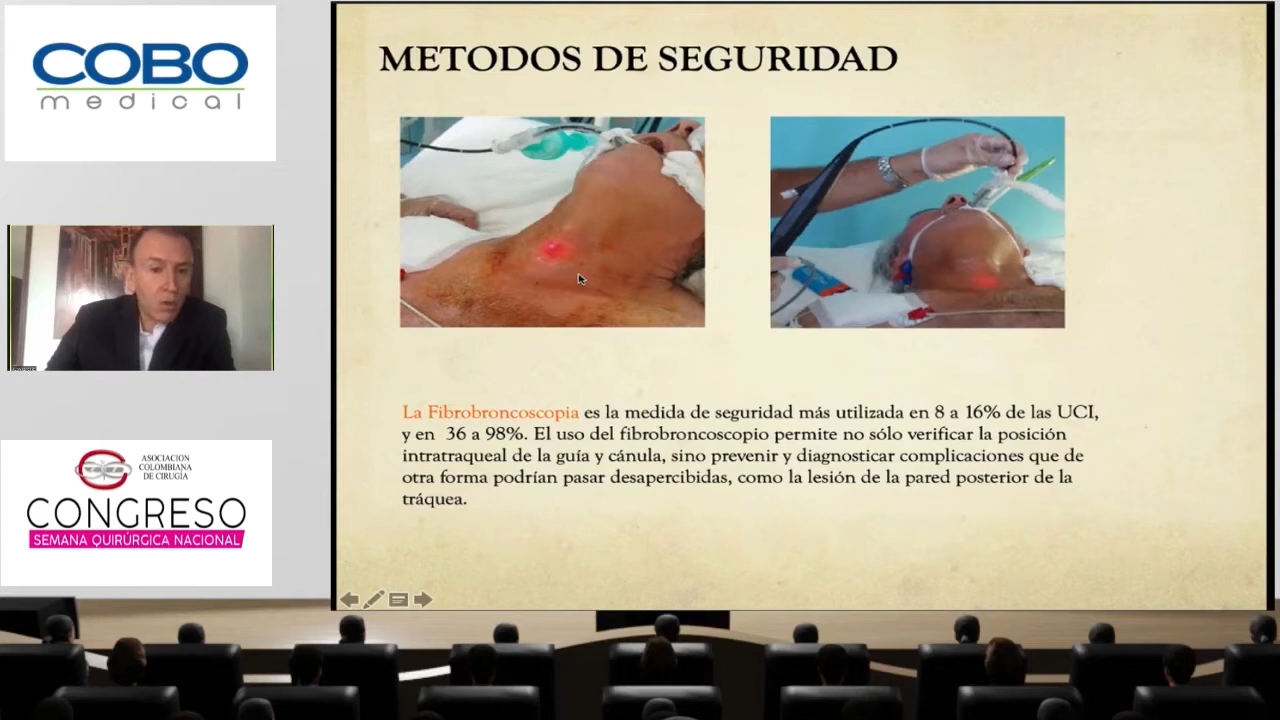 COBO
medical
ASOCIACION
COLOMBIANA
DE CIRUGÍA
CONGRESO
SEMANA QUIRÚRGICA NACIONAL
METODOS DE SEGURIDAD
La Fibrobroncoscopia es la medida de seguridad más utilizada en 8 a 16% de las UCI,
y en 36 a 98%. El uso del fibrobroncoscopio permite no sólo verificar la posición
intratraqueal de la guía y cánula, sino prevenir y diagnosticar complicaciones que de
otra forma podrían pasar desapercibidas, como la lesión de la pared posterior de la
tráquea.